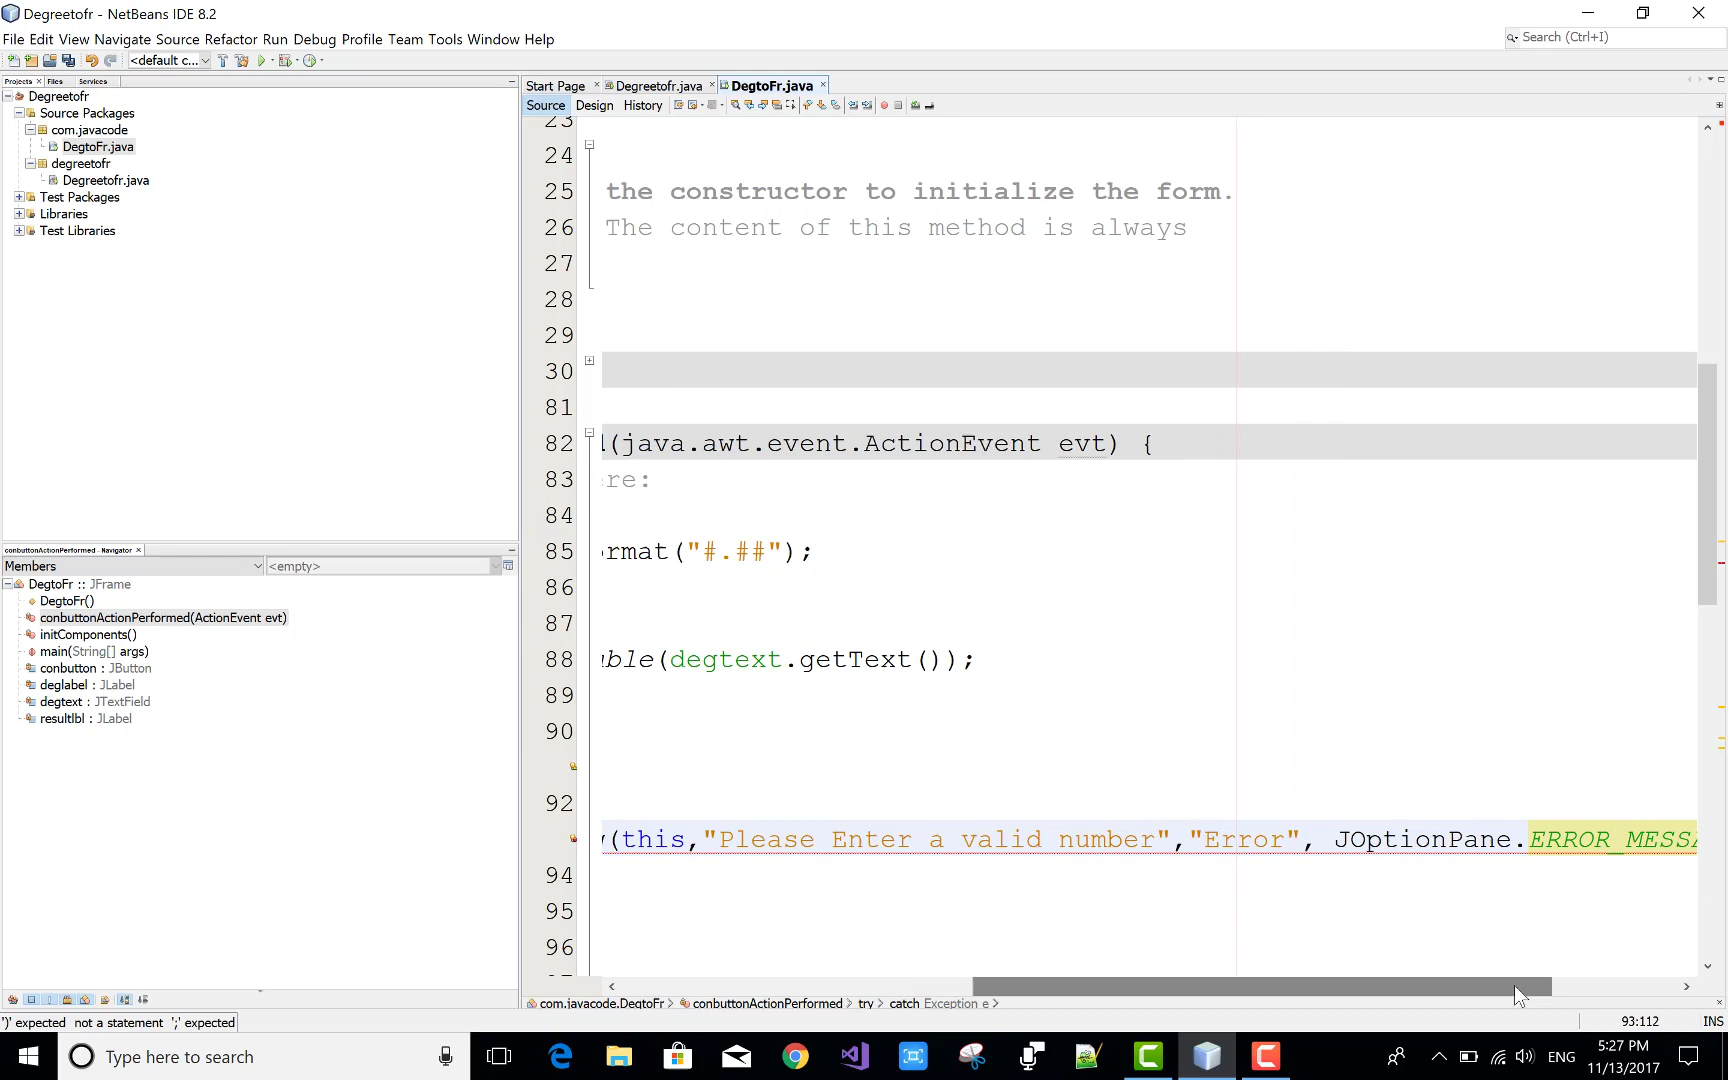 Degreetofr - NetBeans IDE 8.2
File Edit View Navigate Source Refactor Run Debug Profile Team Tools Window Help
Search (Ctrl+I)
<default c...
Projects Files Services
Start Page Degreetofr.java DegtoFr.java
Source Design History
Degreetofr
Source Packages
com.javacode
DegtoFr.java
degreetofr
Degreetofr.java
Test Packages
Libraries
Test Libraries
23
24
25 the constructor to initialize the form.
26 The content of this method is always
27
28
29
30
81
82 l(java.awt.event.ActionEvent evt) {
83 ere:
84
85 ormat("#.##");
86
87
88 uble(degtext.getText());
89
90
92
(this,"Please Enter a valid number","Error", JOptionPane.ERROR_MESSA
94
95
96
conbuttonActionPerformed - Navigator
Members <empty>
DegtoFr :: JFrame
DegtoFr()
conbuttonActionPerformed(ActionEvent evt)
initComponents()
main(String[] args)
conbutton : JButton
deglabel : JLabel
degtext : JTextField
resultlbl : JLabel
com.javacode.DegtoFr conbuttonActionPerformed try catch Exception e
')' expected not a statement ';' expected
93:112 INS
Type here to search
ENG
5:27 PM
11/13/2017